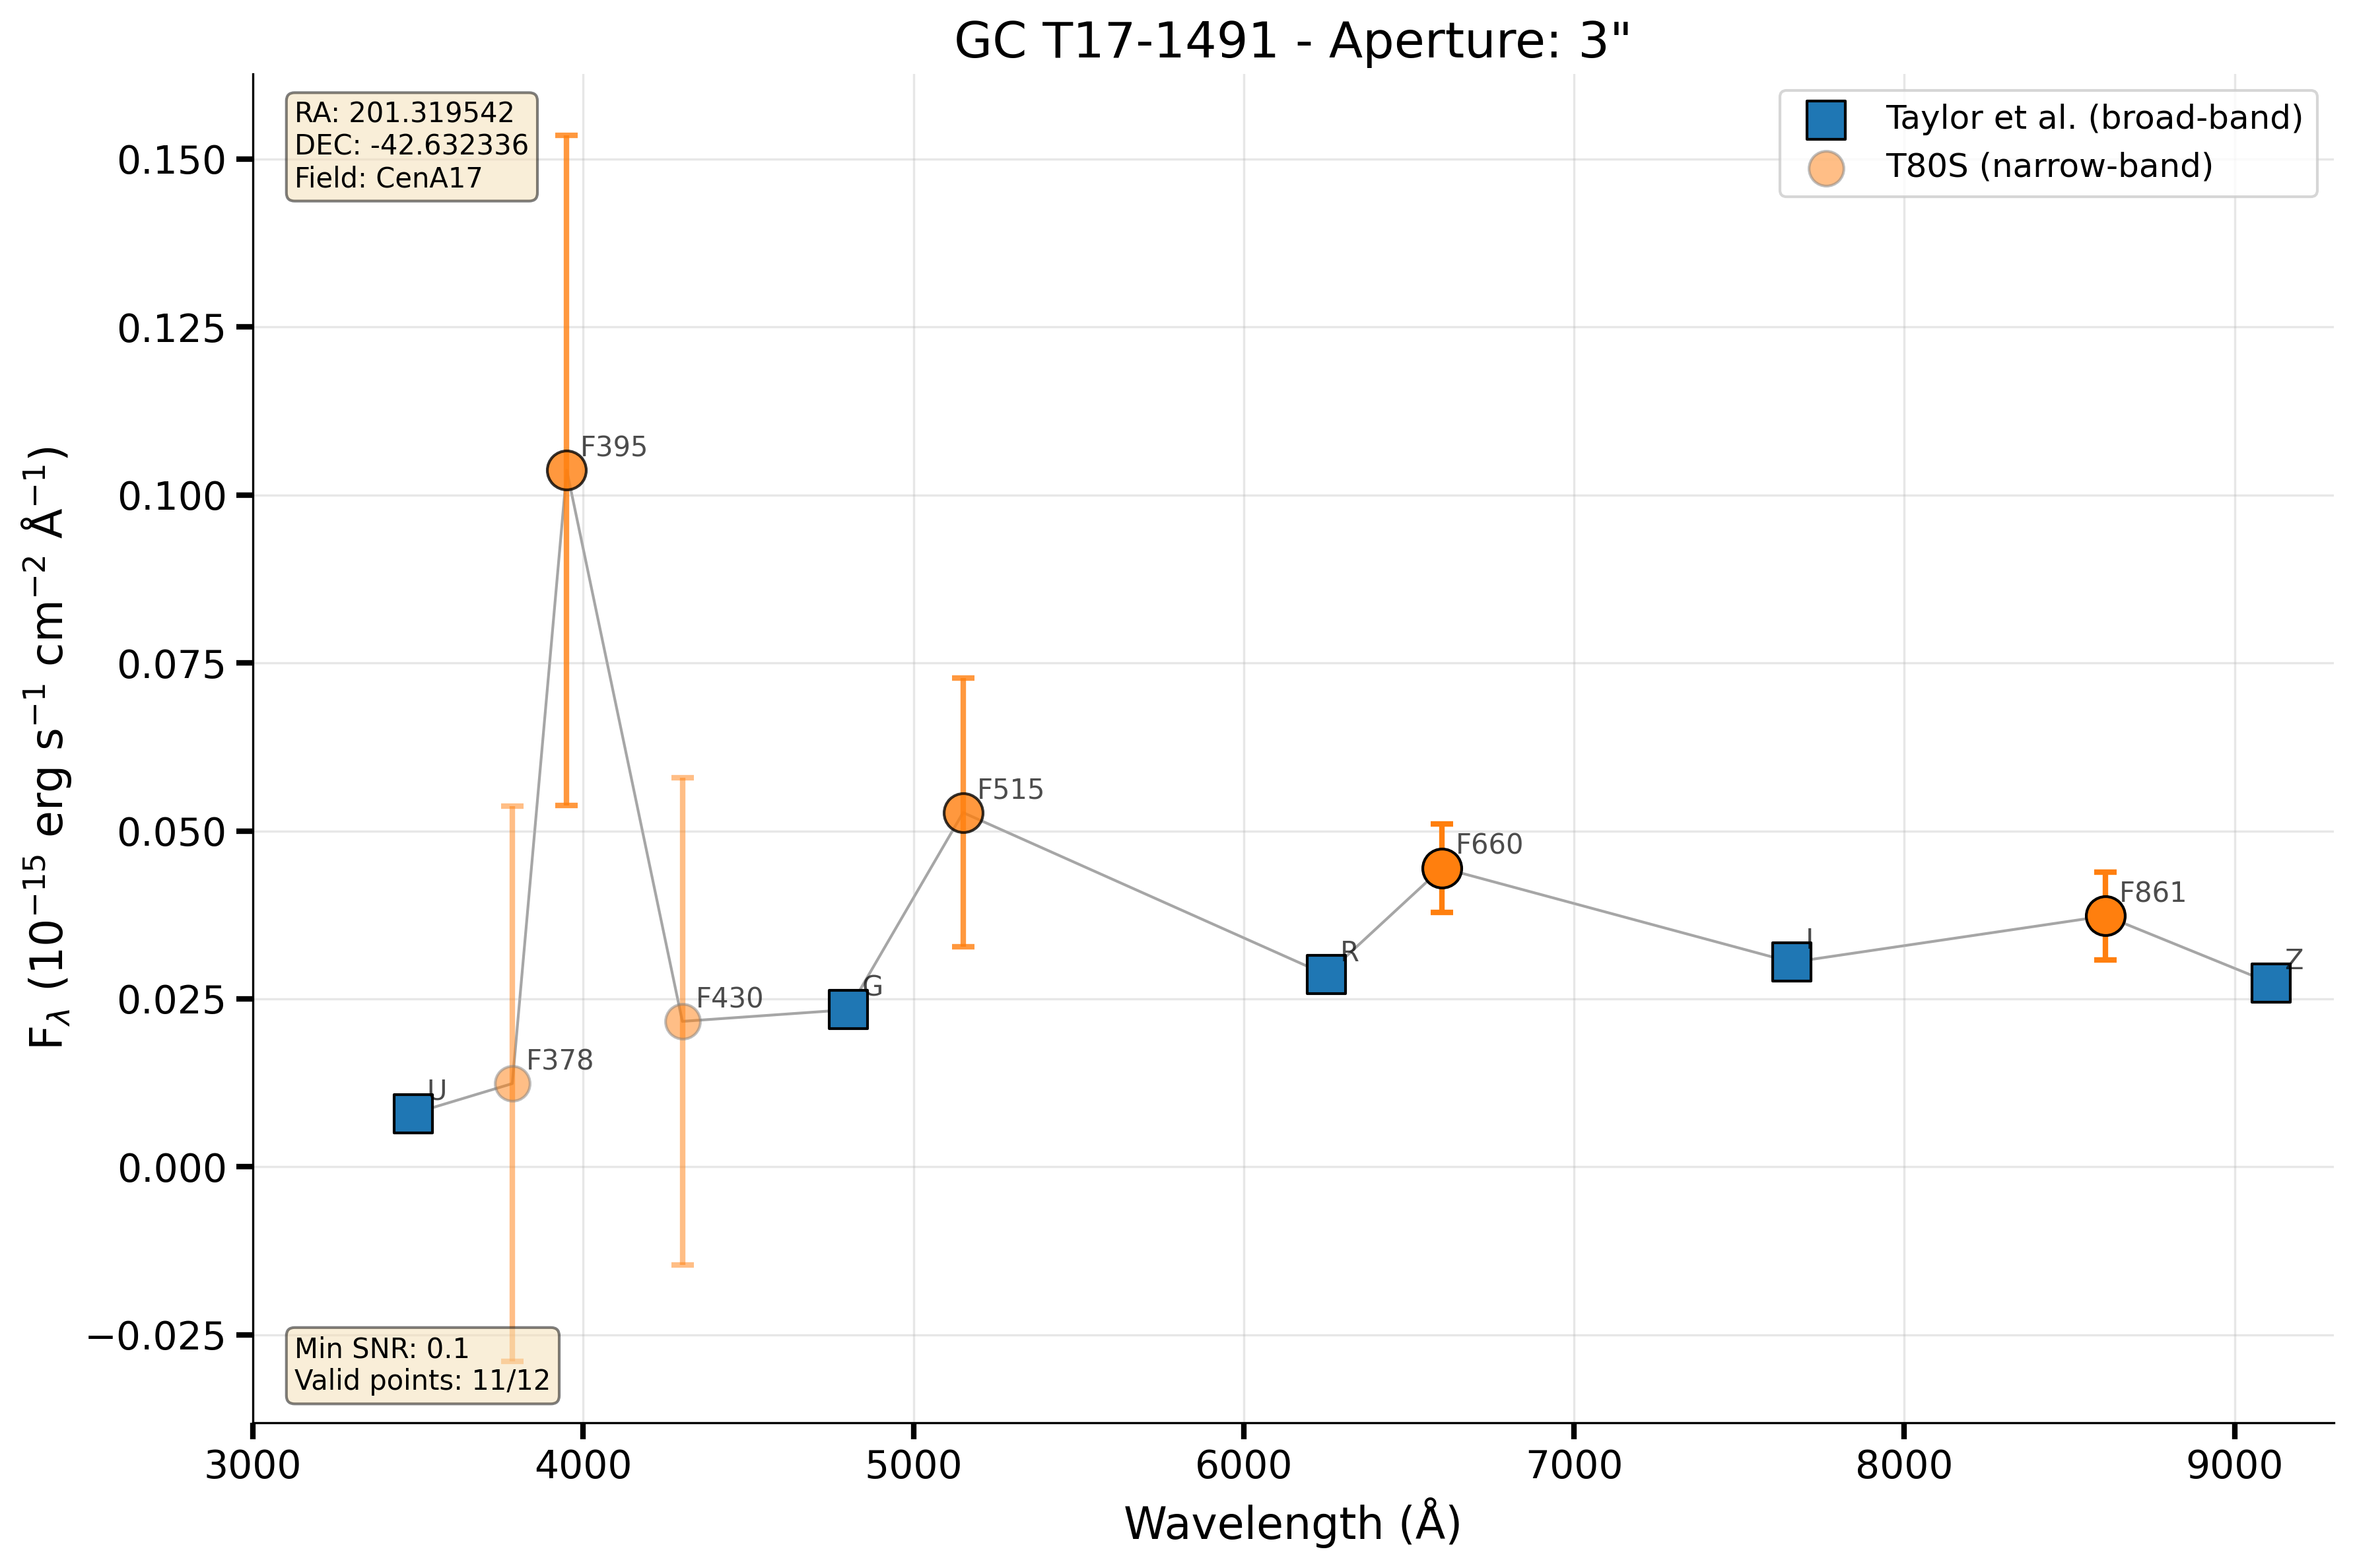 GC T17-1491 - Aperture: 3"
RA: 201.319542
DEC: -42.632336
Field: CenA17
Taylor et al. (broad-band)
T80S (narrow-band)
0.150
0.125
0.100
0.075
0.050
0.025
0.000
−0.025
F395
F515
F660
F861
F430
F378
U
G
R
I
Z
Min SNR: 0.1
Valid points: 11/12
3000 4000 5000 6000 7000 8000 9000
Wavelength (Å)
Fλ (10⁻¹⁵ erg s⁻¹ cm⁻² Å⁻¹)